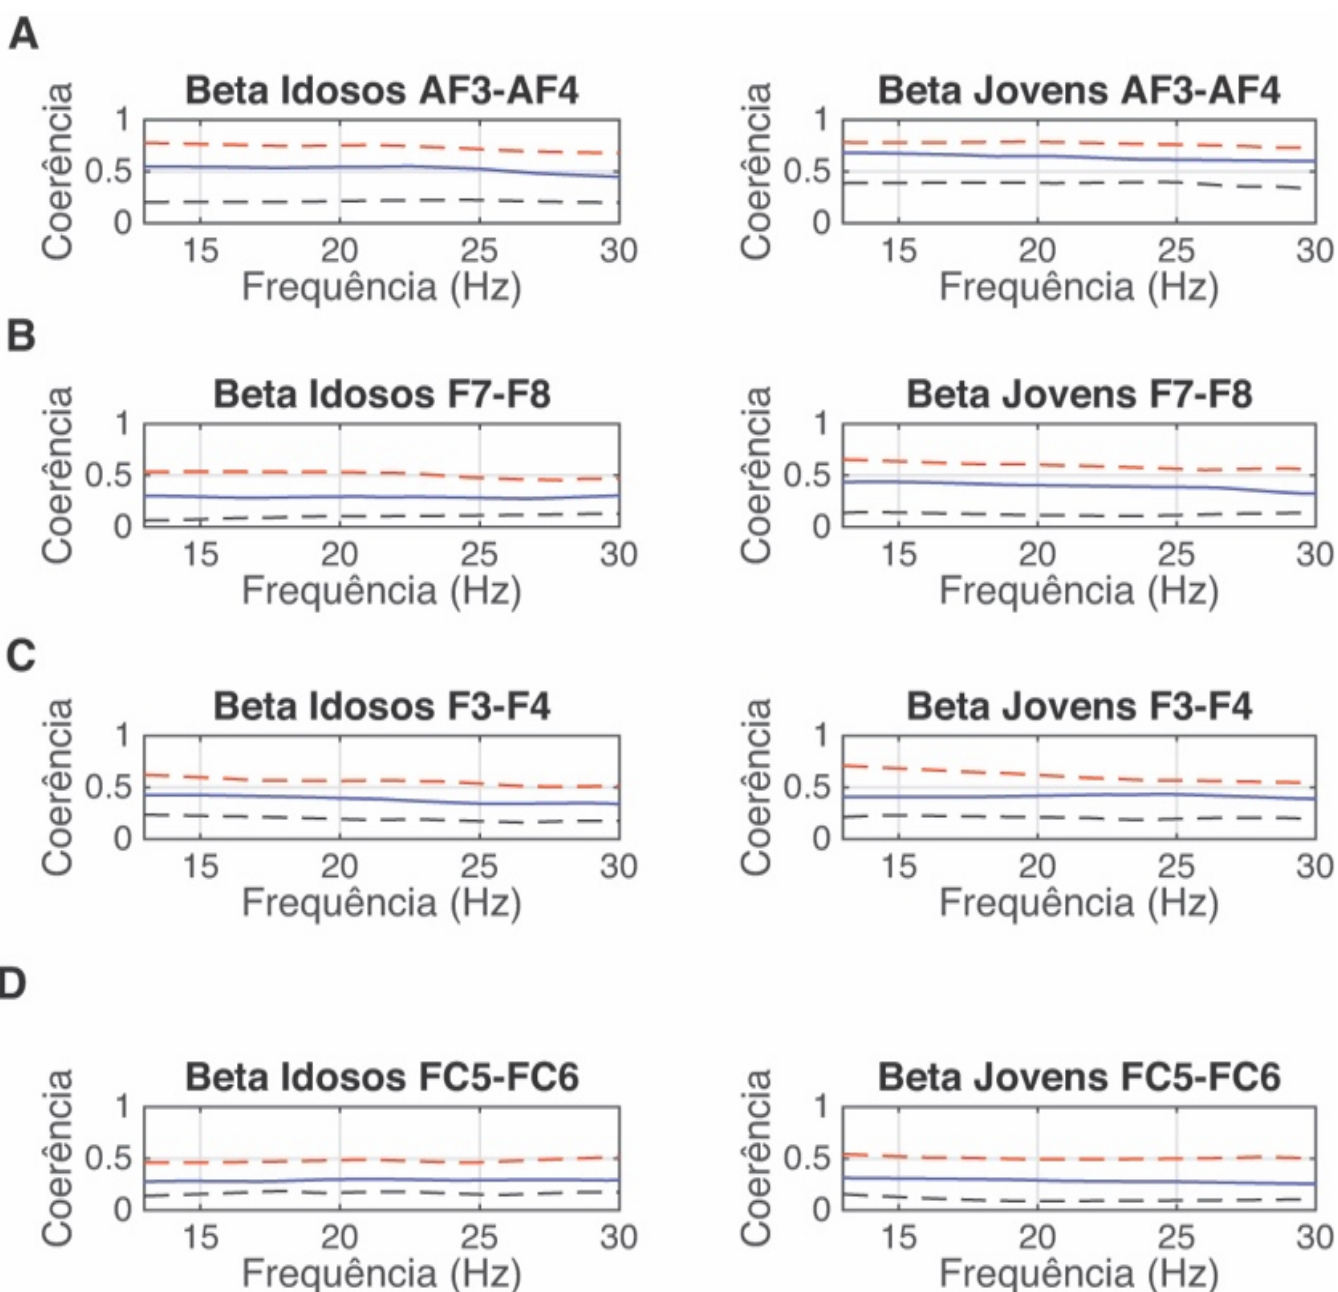 A
Beta Idosos AF3-AF4
Coerência
1
0.5
0
15 20 25 30
Frequência (Hz)
Beta Jovens AF3-AF4
Coerência
1
0.5
0
15 20 25 30
Frequência (Hz)
B
Beta Idosos F7-F8
Coerência
1
0.5
0
15 20 25 30
Frequência (Hz)
Beta Jovens F7-F8
Coerência
1
0.5
0
15 20 25 30
Frequência (Hz)
C
Beta Idosos F3-F4
Coerência
1
0.5
0
15 20 25 30
Frequência (Hz)
Beta Jovens F3-F4
Coerência
1
0.5
0
15 20 25 30
Frequência (Hz)
D
Beta Idosos FC5-FC6
Coerência
1
0.5
0
15 20 25 30
Frequência (Hz)
Beta Jovens FC5-FC6
Coerência
1
0.5
0
15 20 25 30
Frequência (Hz)